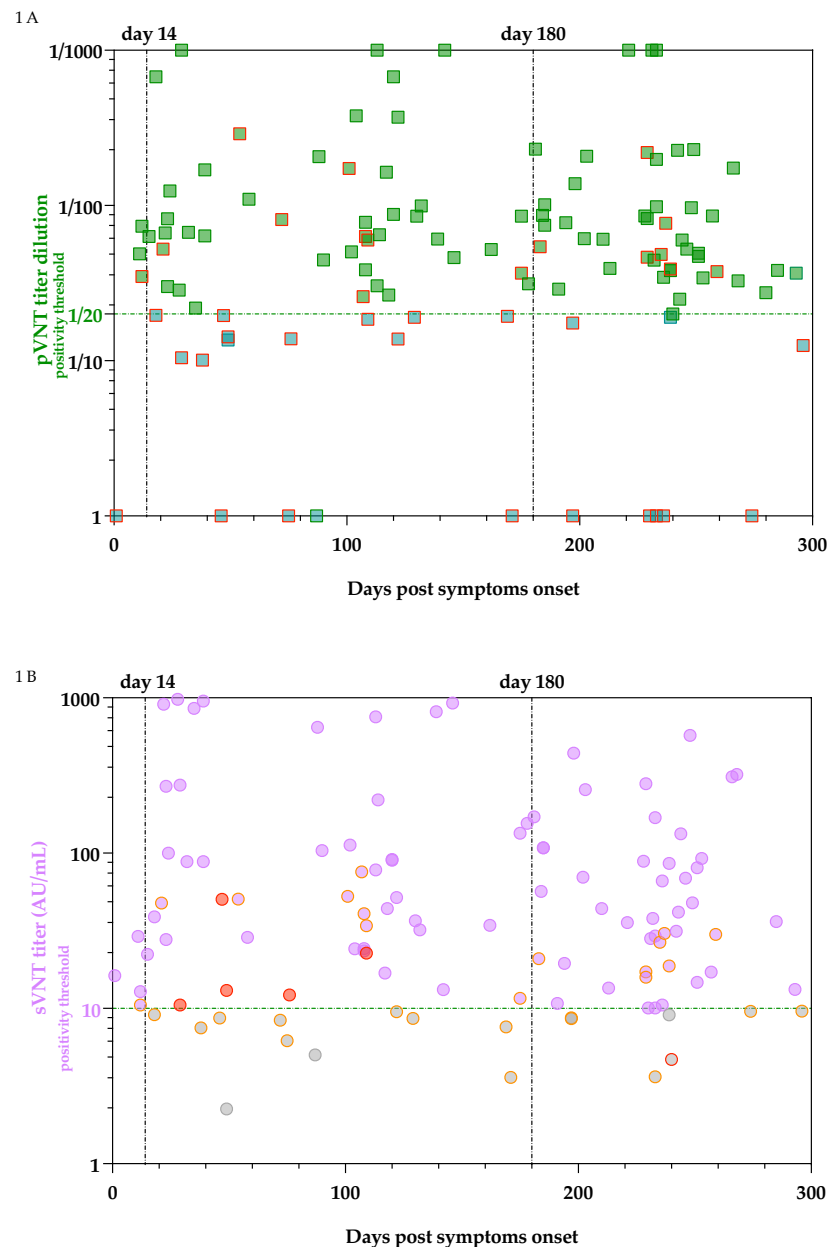 1 A
day 14
day 180
1/1000
1/100
1/20
1/10
1
pVNT titer dilution
positivity threshold
0
100
200
300
Days post symptoms onset
1 B
day 14
day 180
1000
100
10
1
sVNT titer (AU/mL)
positivity threshold
0
100
200
300
Days post symptoms onset